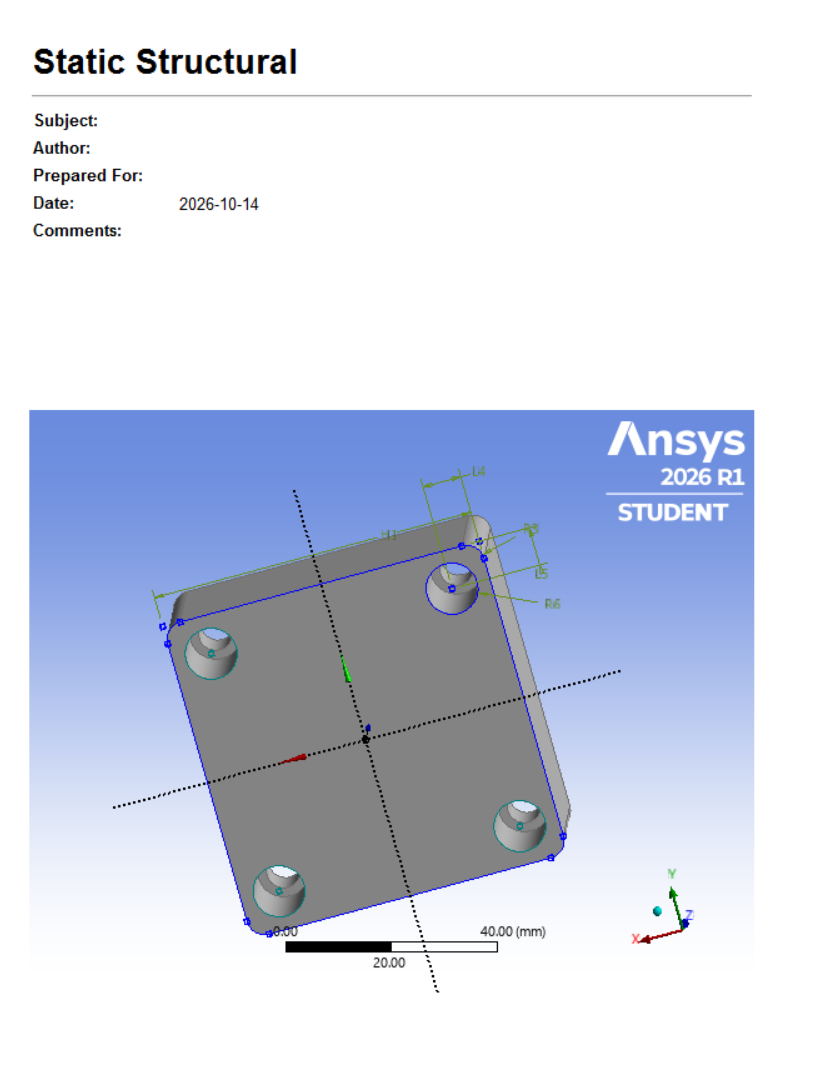 Static Structural
Subject:
Author:
Prepared For:
Date: 2026-10-14
Comments:
Ansys
2026 R1
STUDENT
L4
H1
R3
L5
R6
Y
Z
X
0.00
40.00 (mm)
20.00